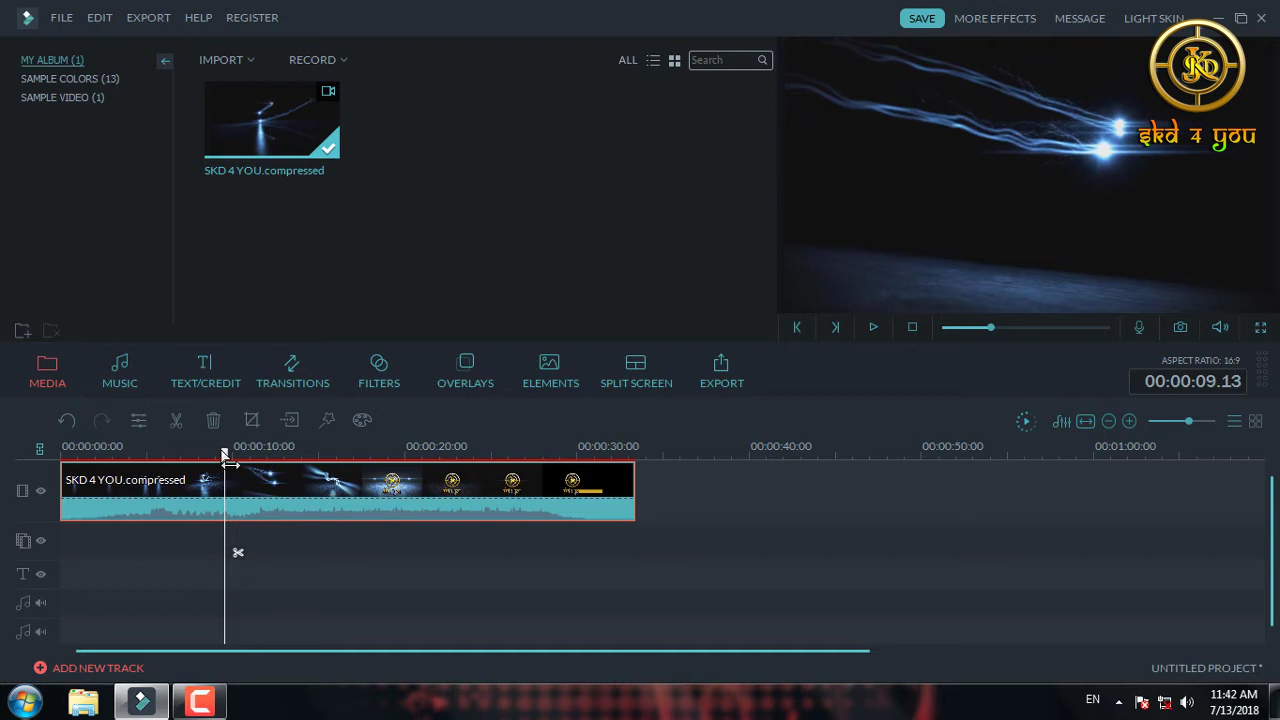 FILE EDIT EXPORT HELP REGISTER SAVE MORE EFFECTS MESSAGE LIGHT SKIN
MY ALBUM (1)
SAMPLE COLORS (13)
SAMPLE VIDEO (1)
IMPORT RECORD ALL Search
SKD 4 YOU.compressed
SKD
skd 4 you
MEDIA MUSIC TEXT/CREDIT TRANSITIONS FILTERS OVERLAYS ELEMENTS SPLIT SCREEN EXPORT
ASPECT RATIO: 16:9
00:00:09.13
00:00:00:00 00:00:10:00 00:00:20:00 00:00:30:00 00:00:40:00 00:00:50:00 00:01:00:00
SKD 4 YOU.compressed
ADD NEW TRACK
UNTITLED PROJECT *
EN
11:42 AM
7/13/2018